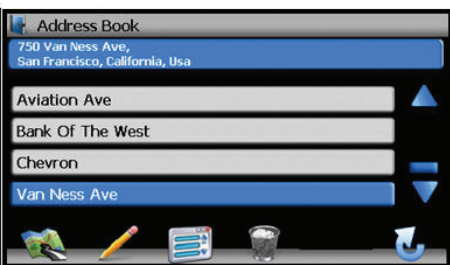 Address Book
750 Van Ness Ave,
San Francisco, California, Usa
Aviation Ave
Bank Of The West
Chevron
Van Ness Ave